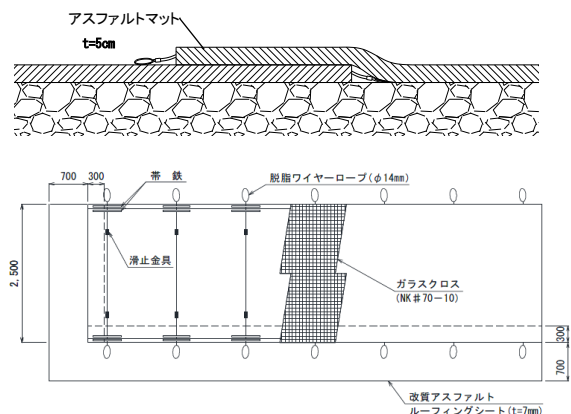 アスファルトマット
t=5cm
700
300
帯 鉄
脱脂ワイヤーロープ(φ14mm)
滑止金具
2,500
ガラスクロス
(NK#70-10)
300
700
改質アスファルト
ルーフィングシート(t=7mm)